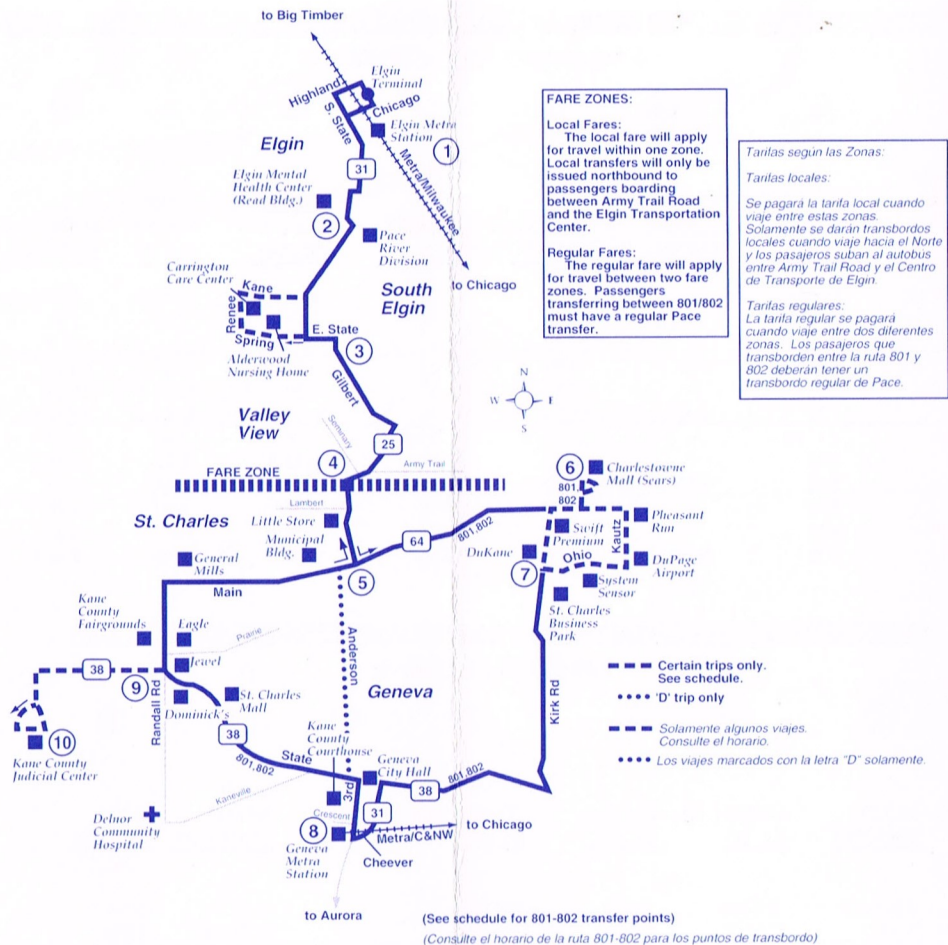 to Big Timber
Elgin
Terminal
Highland
Chicago
S. State
Elgin Metra
Station
1
Elgin
31
Metra/Milwaukee
Elgin Mental
Health Center
(Read Bldg.)
2
Pace
River
Division
to Chicago
Carrington
Care Center
Kane
South
Elgin
Renee
E. State
Spring
3
Alderwood
Nursing Home
Gilbert
Valley
View
Seminary
25
4
Army Trail
FARE ZONE
FARE ZONES:
Local Fares:
The local fare will apply
for travel within one zone.
Local transfers will only be
issued northbound to
passengers boarding
between Army Trail Road
and the Elgin Transportation
Center.
Regular Fares:
The regular fare will apply
for travel between two fare
zones. Passengers
transferring between 801/802
must have a regular Pace
transfer.
Tarifas según las Zonas:
Tarifas locales:
Se pagará la tarifa local cuando
viaje entre estas zonas.
Solamente se darán transbordos
locales cuando viaje hacia el Norte
y los pasajeros suban al autobús
entre Army Trail Road y el Centro
de Transporte de Elgin.
Tarifas regulares:
La tarifa regular se pagará
cuando viaje entre dos diferentes
zonas. Los pasajeros que
transborden entre la ruta 801 y
802 deberán tener un
transbordo regular de Pace.
N
W E
S
6
Charlestowne
Mall (Sears)
801,
802
Lambert
St. Charles
Little Store
Municipal
Bldg.
64
801,802
Swift
Premium
Kautz
Pheasant
Run
DuKane
Ohio
DuPage
Airport
7
System
Sensor
St. Charles
Business
Park
General
Mills
5
Main
Kane
County
Fairgrounds
Eagle
Prairie
Jewel
Anderson
38
9
Geneva
Kirk Rd
Randall Rd
Dominick's
St. Charles
Mall
10
Kane County
Judicial Center
38
801,802
State
Kane
County
Courthouse
Geneva
City Hall
801,802
38
Kaneville
3rd
Crescent
31
Delnor
Community
Hospital
8
Geneva
Metra
Station
to Chicago
Metra/C&NW
Cheever
to Aurora
Certain trips only.
See schedule.
'D' trip only
Solamente algunos viajes.
Consulte el horario.
Los viajes marcados con la letra "D" solamente.
(See schedule for 801-802 transfer points)
(Consulte el horario de la ruta 801-802 para los puntos de transbordo)